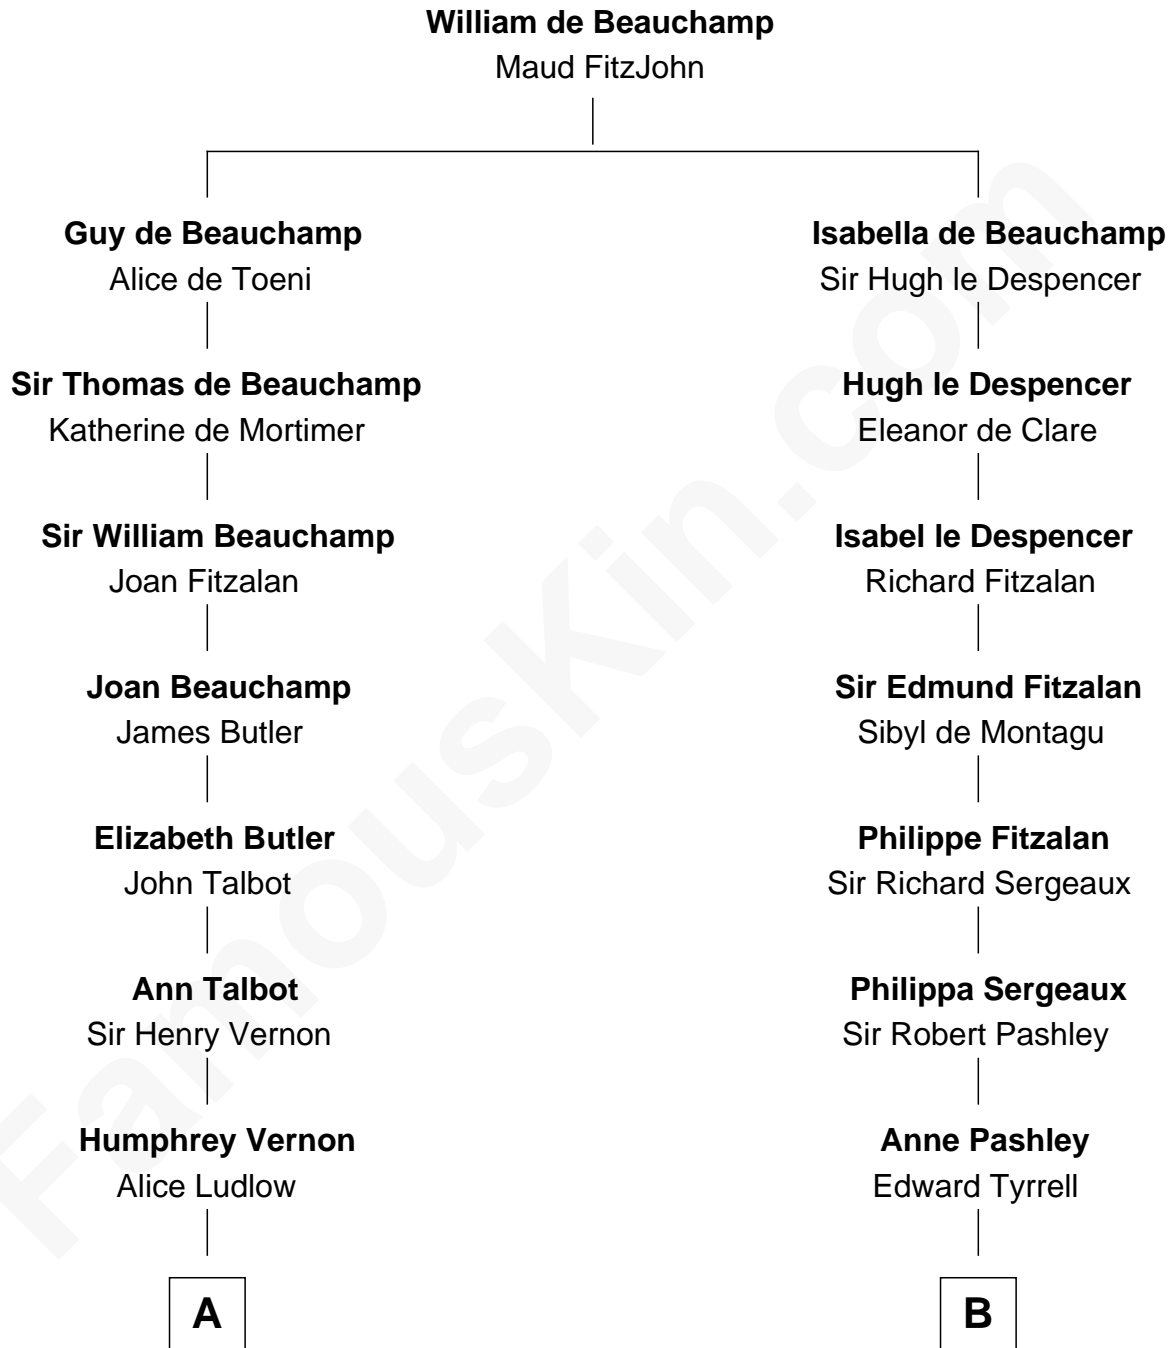 William de Beauchamp
Maud FitzJohn
Guy de Beauchamp
Alice de Toeni
Isabella de Beauchamp
Sir Hugh le Despencer
Sir Thomas de Beauchamp
Katherine de Mortimer
Hugh le Despencer
Eleanor de Clare
Sir William Beauchamp
Joan Fitzalan
Isabel le Despencer
Richard Fitzalan
Joan Beauchamp
James Butler
Sir Edmund Fitzalan
Sibyl de Montagu
Elizabeth Butler
John Talbot
Philippe Fitzalan
Sir Richard Sergeaux
Ann Talbot
Sir Henry Vernon
Philippa Sergeaux
Sir Robert Pashley
Humphrey Vernon
Alice Ludlow
Anne Pashley
Edward Tyrrell
A
B
FamousKin.com